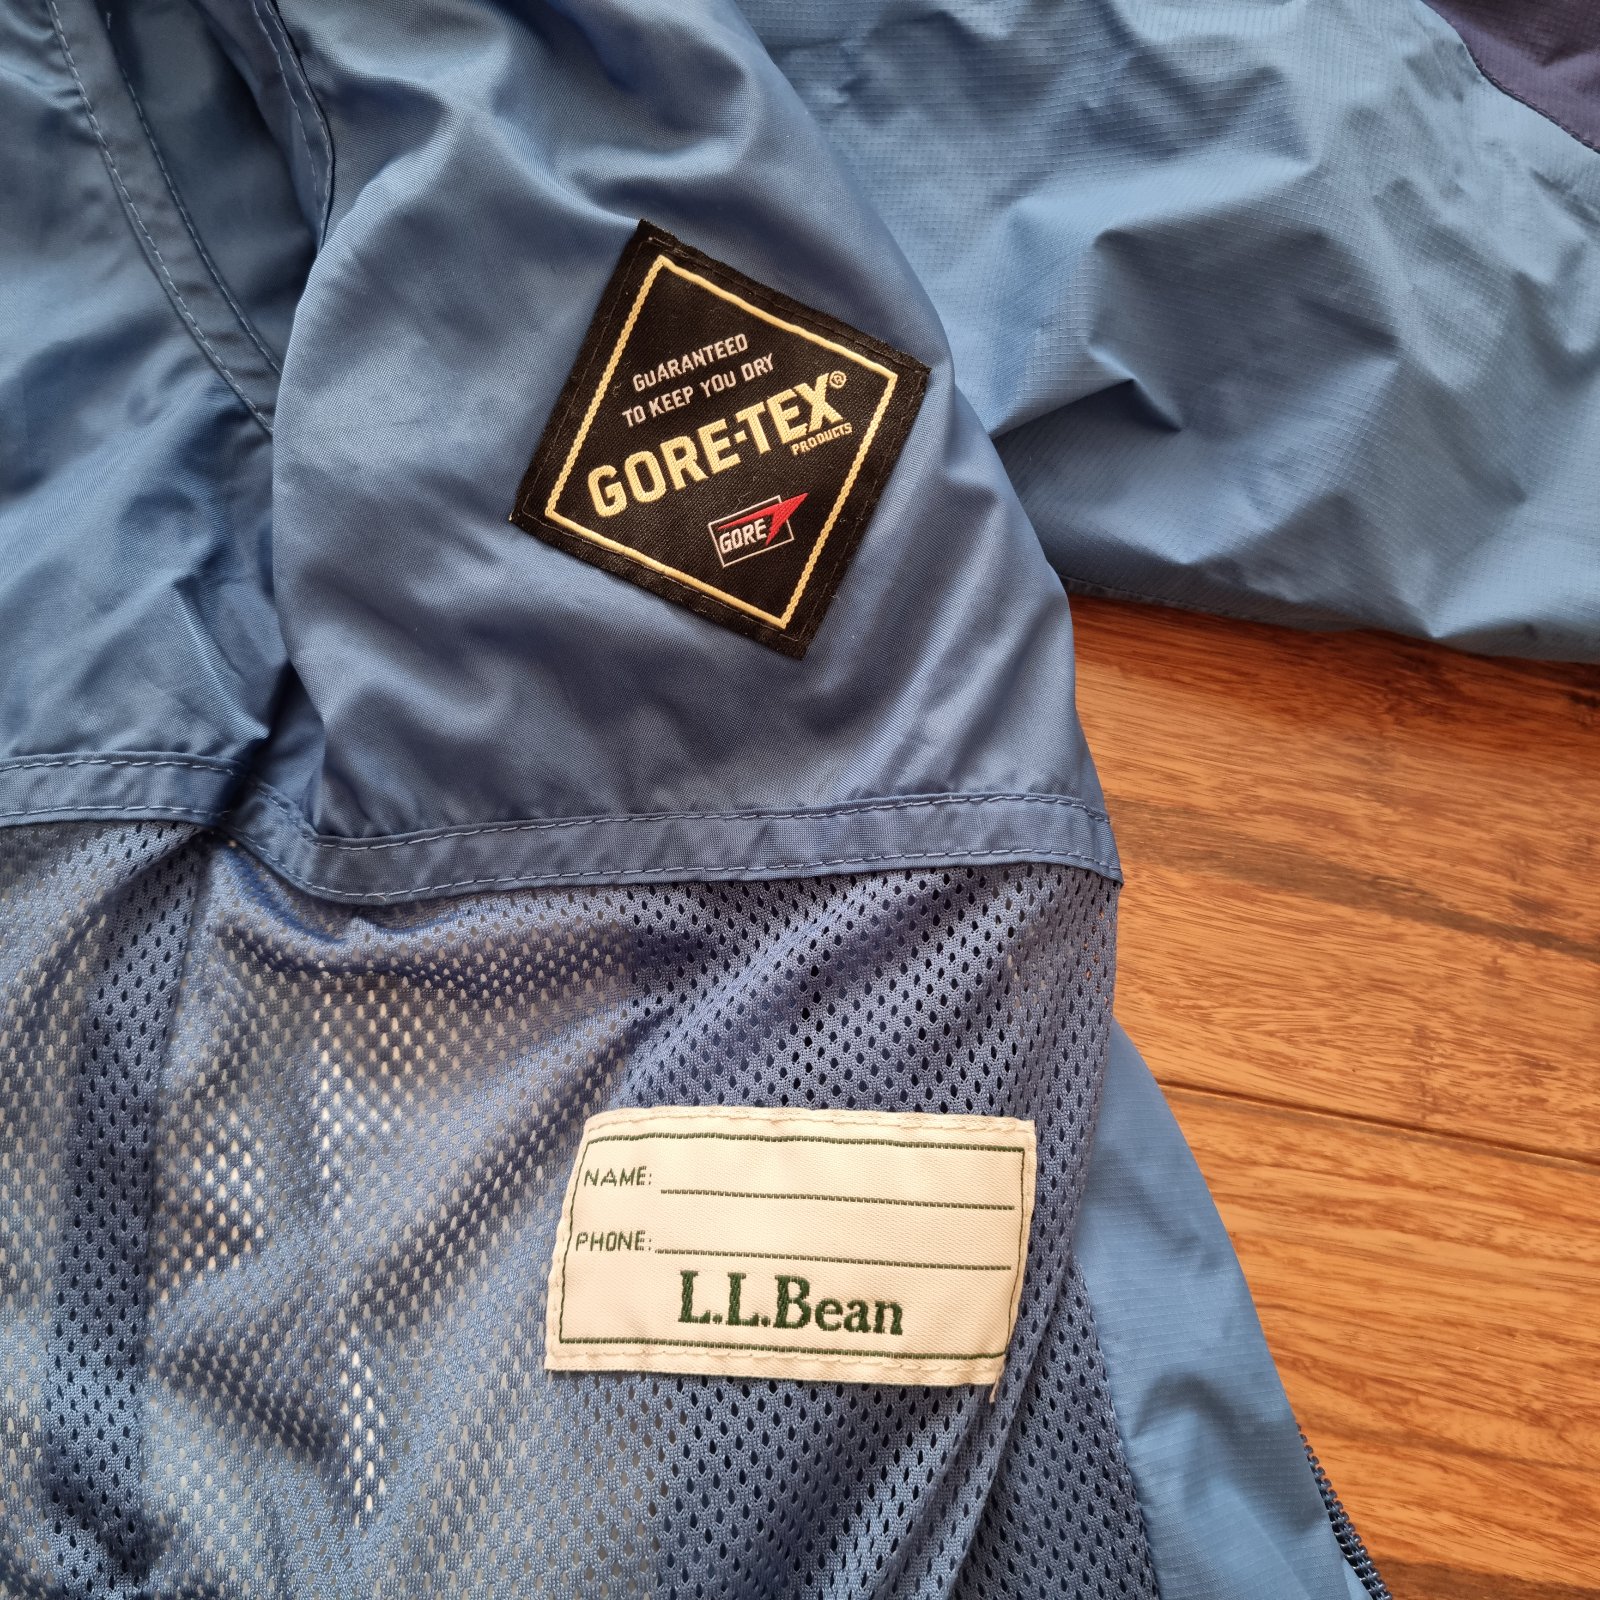 GUARANTEED
TO KEEP YOU DRY
GORE-TEX®
PRODUCTS
GORE
NAME:
PHONE:
L.L.Bean